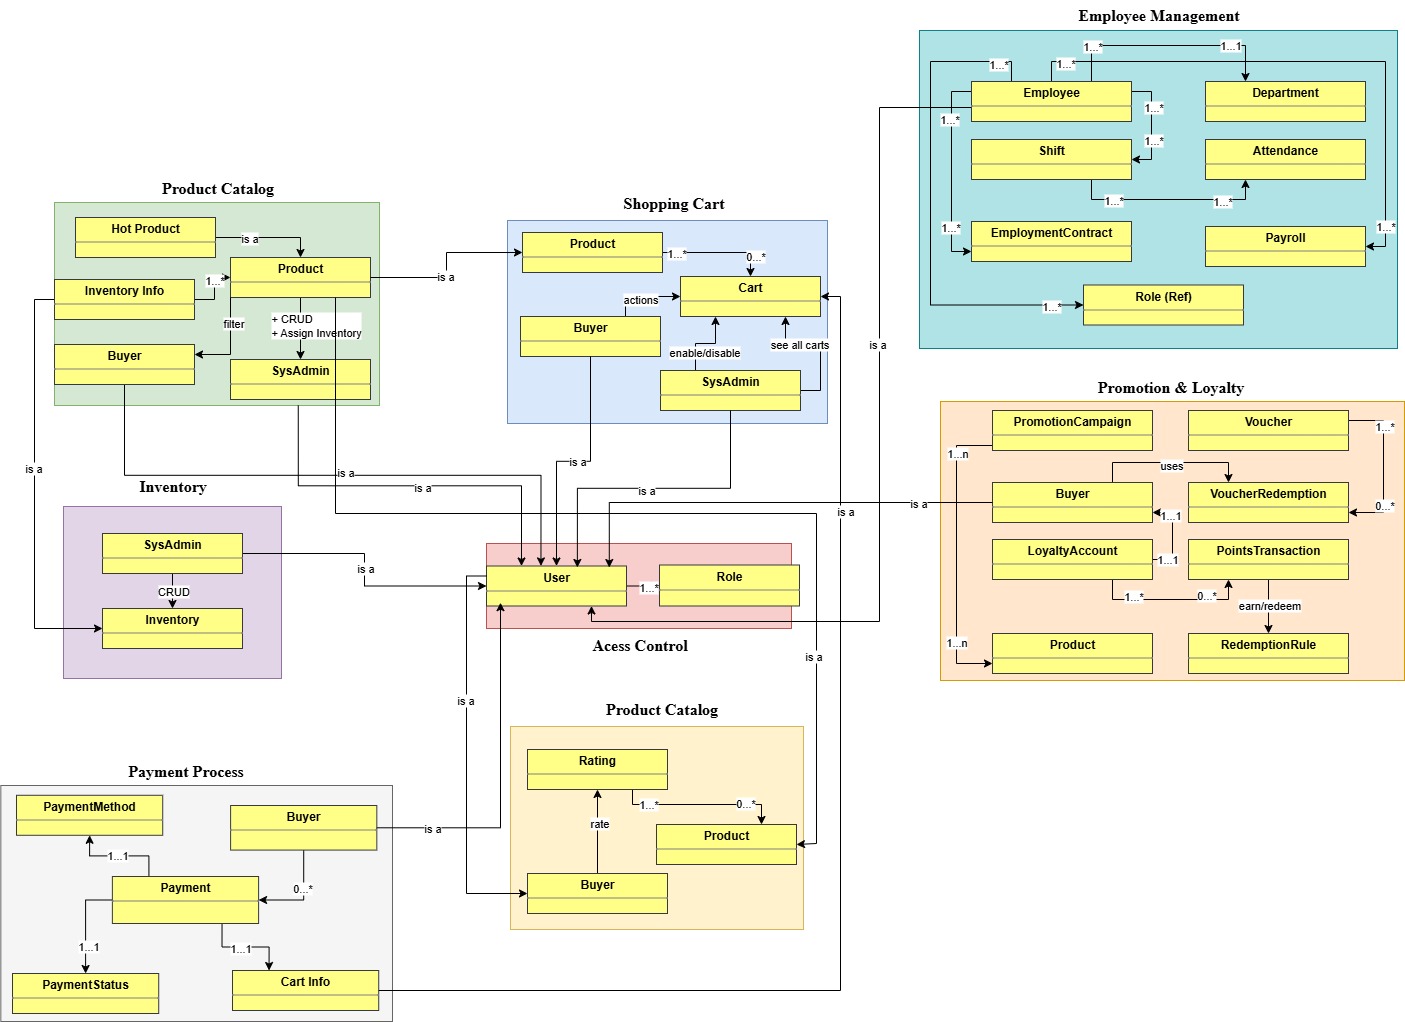 Employee Management
1...*
1...1
1...*
1...*
Employee
Department
1...*
1...*
1...*
Shift
Attendance
1...*
1...*
1...*
EmploymentContract
Payroll
1...*
Role (Ref)
1...*
is a
Product Catalog
Hot Product
is a
Product
Inventory Info
1...*
filter
+ CRUD
+ Assign Inventory
Buyer
SysAdmin
is a
is a
is a
is a
Shopping Cart
Product
1...*
0...*
Cart
actions
Buyer
enable/disable
see all carts
SysAdmin
is a
is a
is a
Promotion & Loyalty
PromotionCampaign
Voucher
1...*
1...n
uses
Buyer
VoucherRedemption
0...*
1...1
LoyaltyAccount
1...1
PointsTransaction
1...*
0...*
earn/redeem
1...n
Product
RedemptionRule
is a
Inventory
SysAdmin
is a
CRUD
Inventory
User
1...*
Role
Acess Control
is a
is a
Product Catalog
Rating
1...*
0...*
rate
Product
Buyer
Payment Process
PaymentMethod
Buyer
is a
1...1
Payment
0...*
1...1
1...1
PaymentStatus
Cart Info